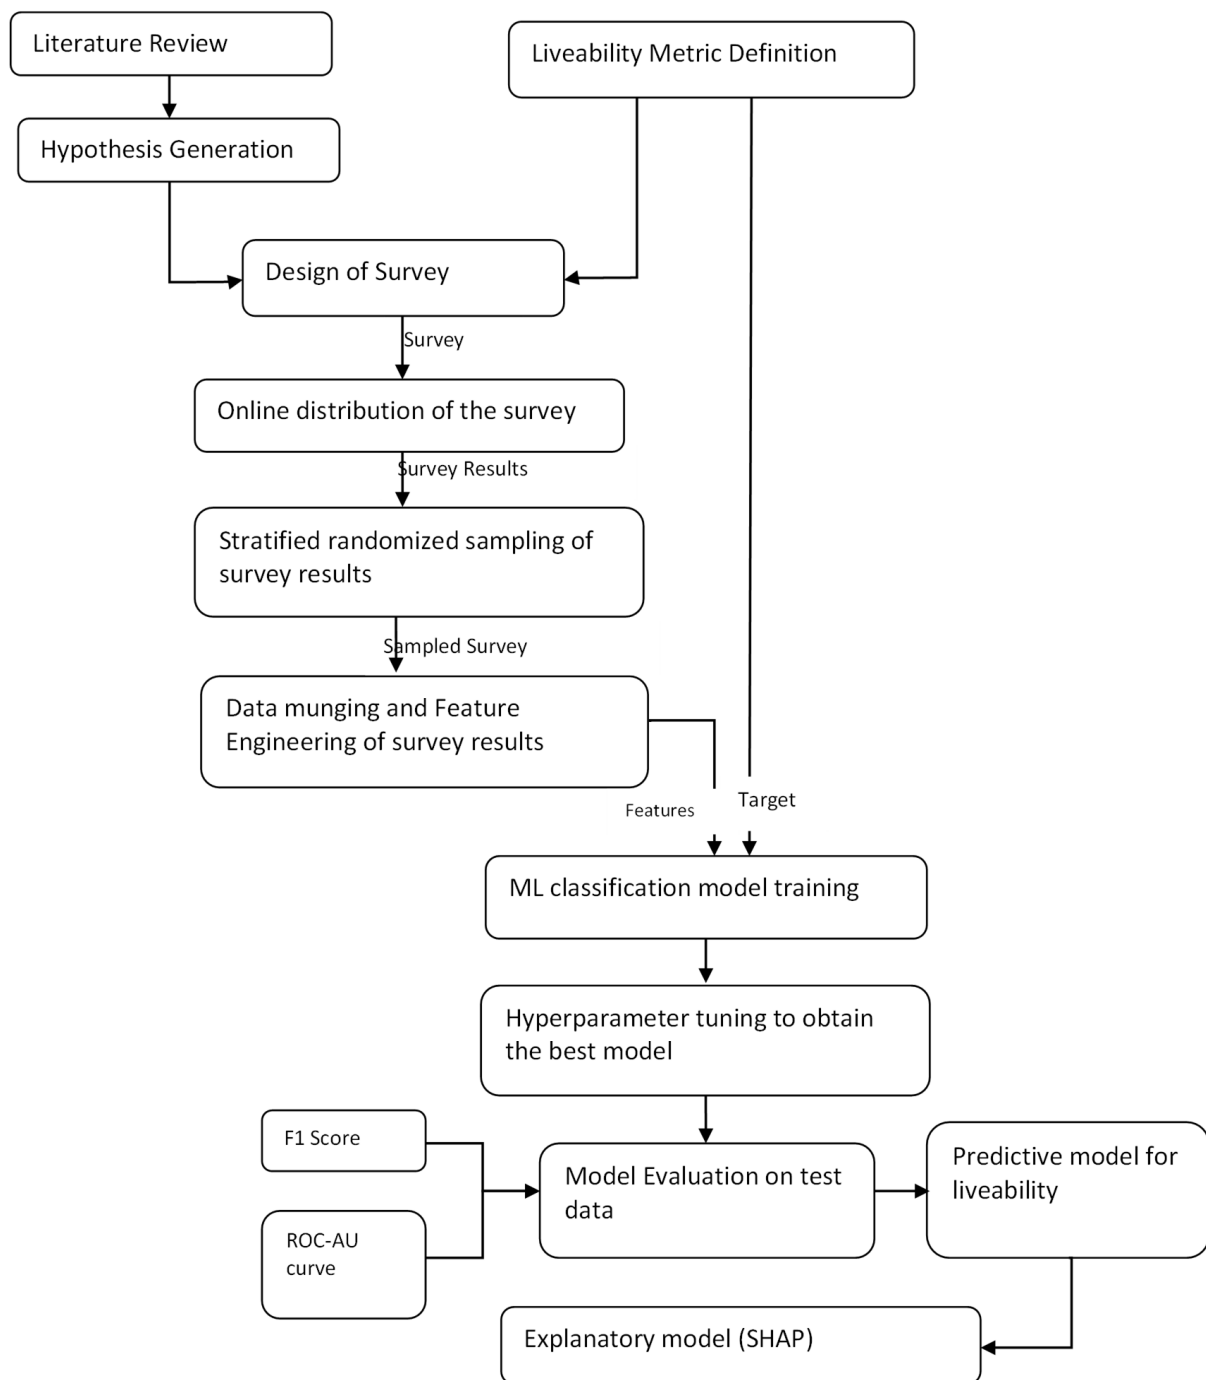 Literature Review
Liveability Metric Definition
Hypothesis Generation
Design of Survey
Survey
Online distribution of the survey
Survey Results
Stratified randomized sampling of
survey results
Sampled Survey
Data munging and Feature
Engineering of survey results
Features
Target
ML classification model training
Hyperparameter tuning to obtain
the best model
F1 Score
ROC-AU
curve
Model Evaluation on test
data
Predictive model for
liveability
Explanatory model (SHAP)